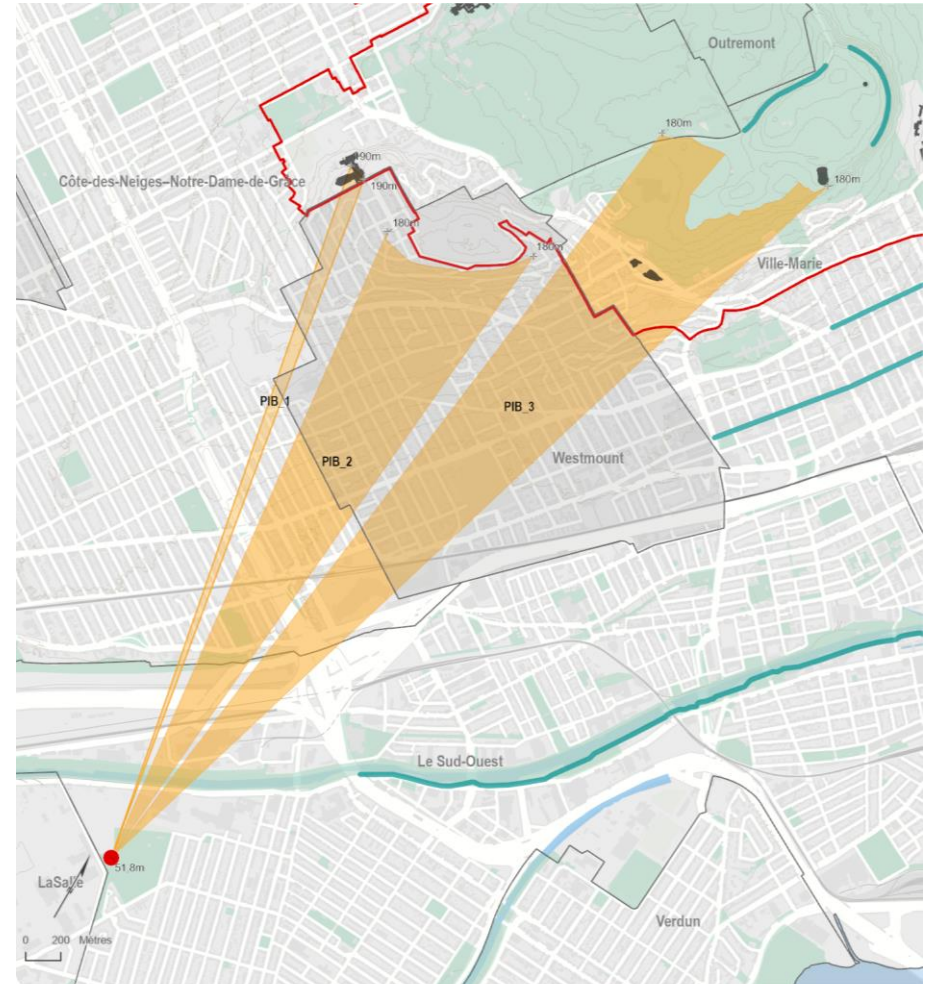 Outremont
180m
190m
Côte-des-Neiges–Notre-Dame-de-Grâce
190m
180m
180m
180m
Ville-Marie
PIB_1
PIB_3
PIB_2
Westmount
Le Sud-Ouest
51,8m
LaSalle
Verdun
0 200 Mètres